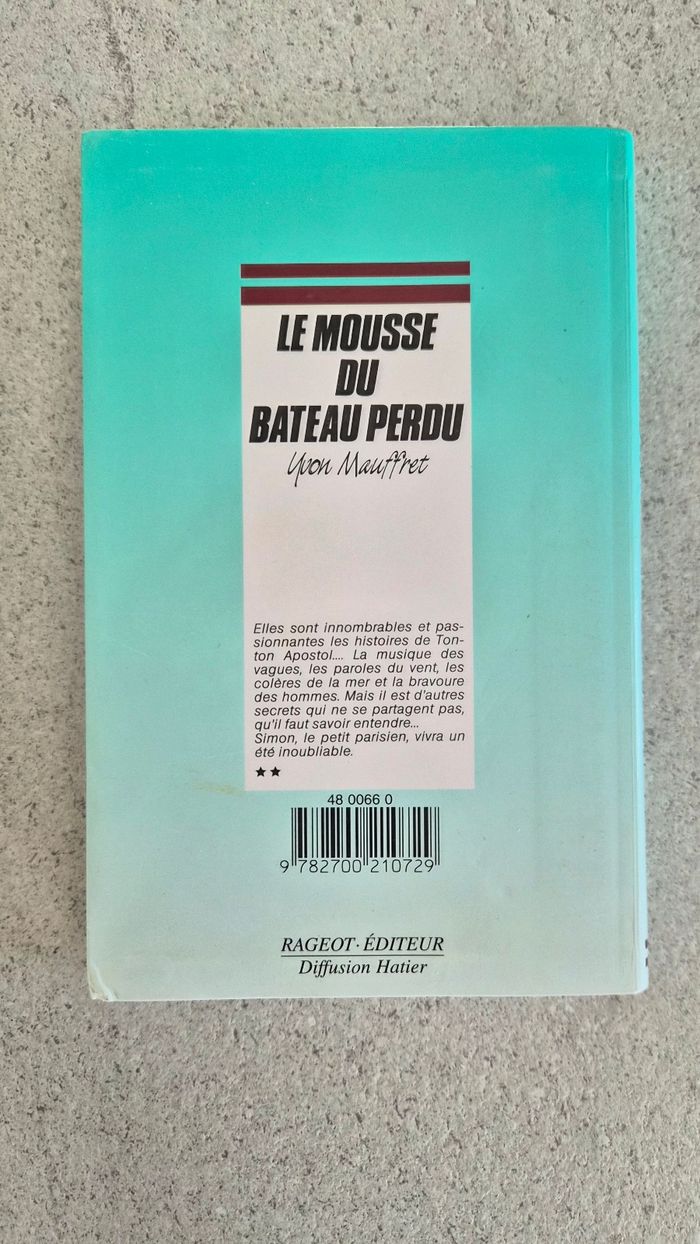 LE MOUSSE
DU
BATEAU PERDU
Yvon Mauffret
Elles sont innombrables et pas-
sionnantes les histoires de Ton-
ton Apostol.... La musique des
vagues, les paroles du vent, les
colères de la mer et la bravoure
des hommes. Mais il est d'autres
secrets qui ne se partagent pas,
qu'il faut savoir entendre...
Simon, le petit parisien, vivra un
été inoubliable.
★★
48 0066 0
9 782700 210729
RAGEOT·ÉDITEUR
Diffusion Hatier